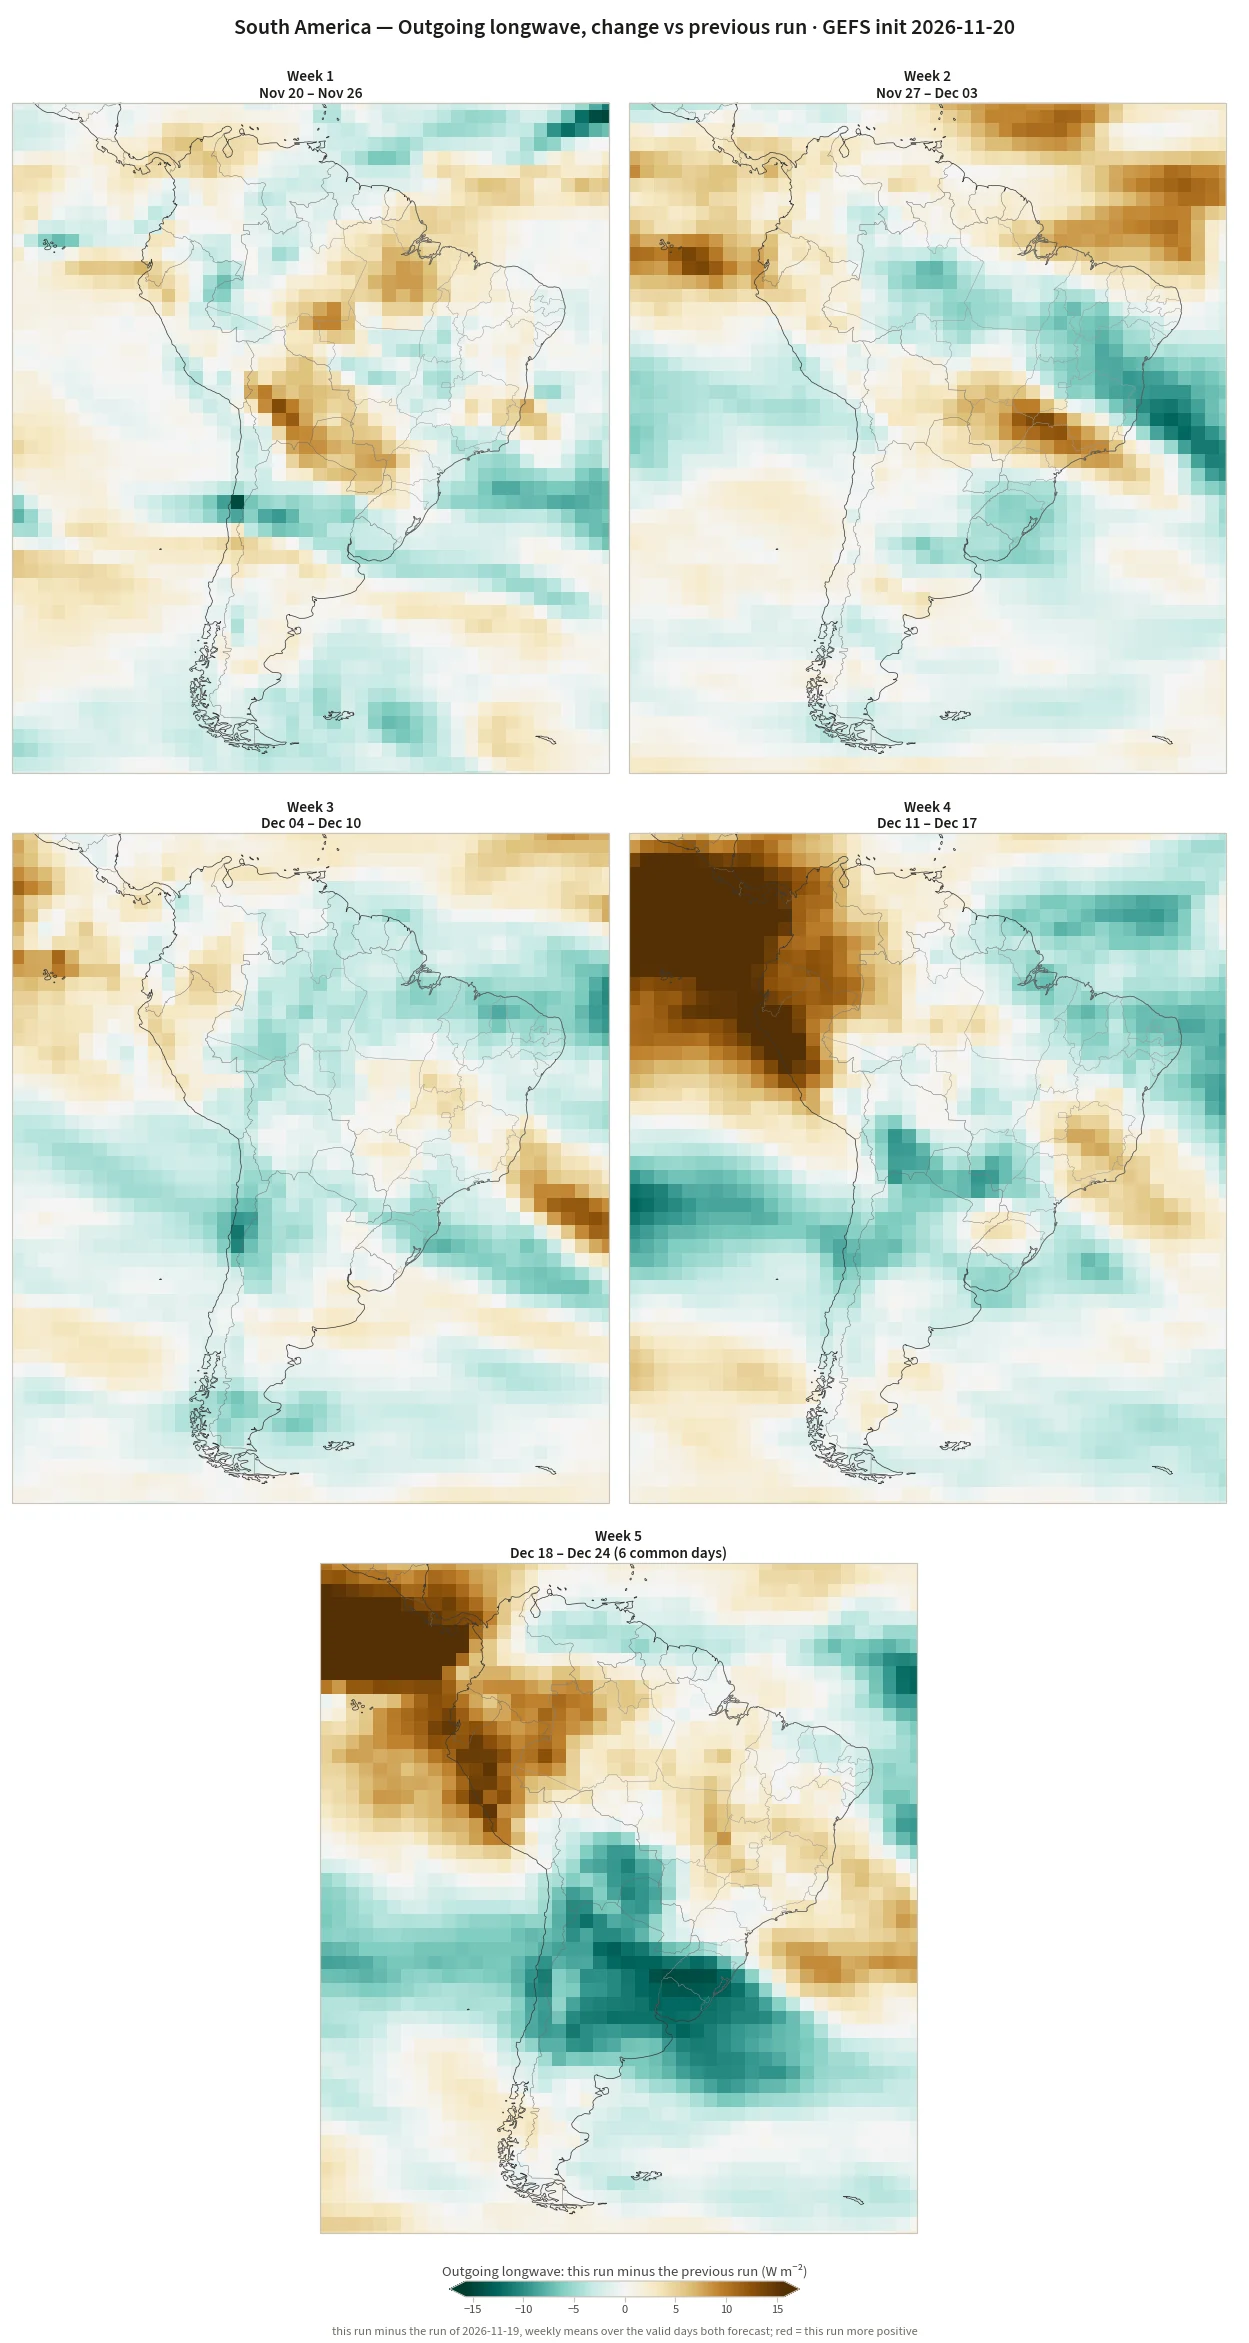 South America — Outgoing longwave, change vs previous run · GEFS init 2026-11-20
Week 1
Nov 20 – Nov 26
Week 2
Nov 27 – Dec 03
Week 3
Dec 04 – Dec 10
Week 4
Dec 11 – Dec 17
Week 5
Dec 18 – Dec 24 (6 common days)
Outgoing longwave: this run minus the previous run (W m⁻²)
−15 −10 −5 0 5 10 15
this run minus the run of 2026-11-19, weekly means over the valid days both forecast; red = this run more positive